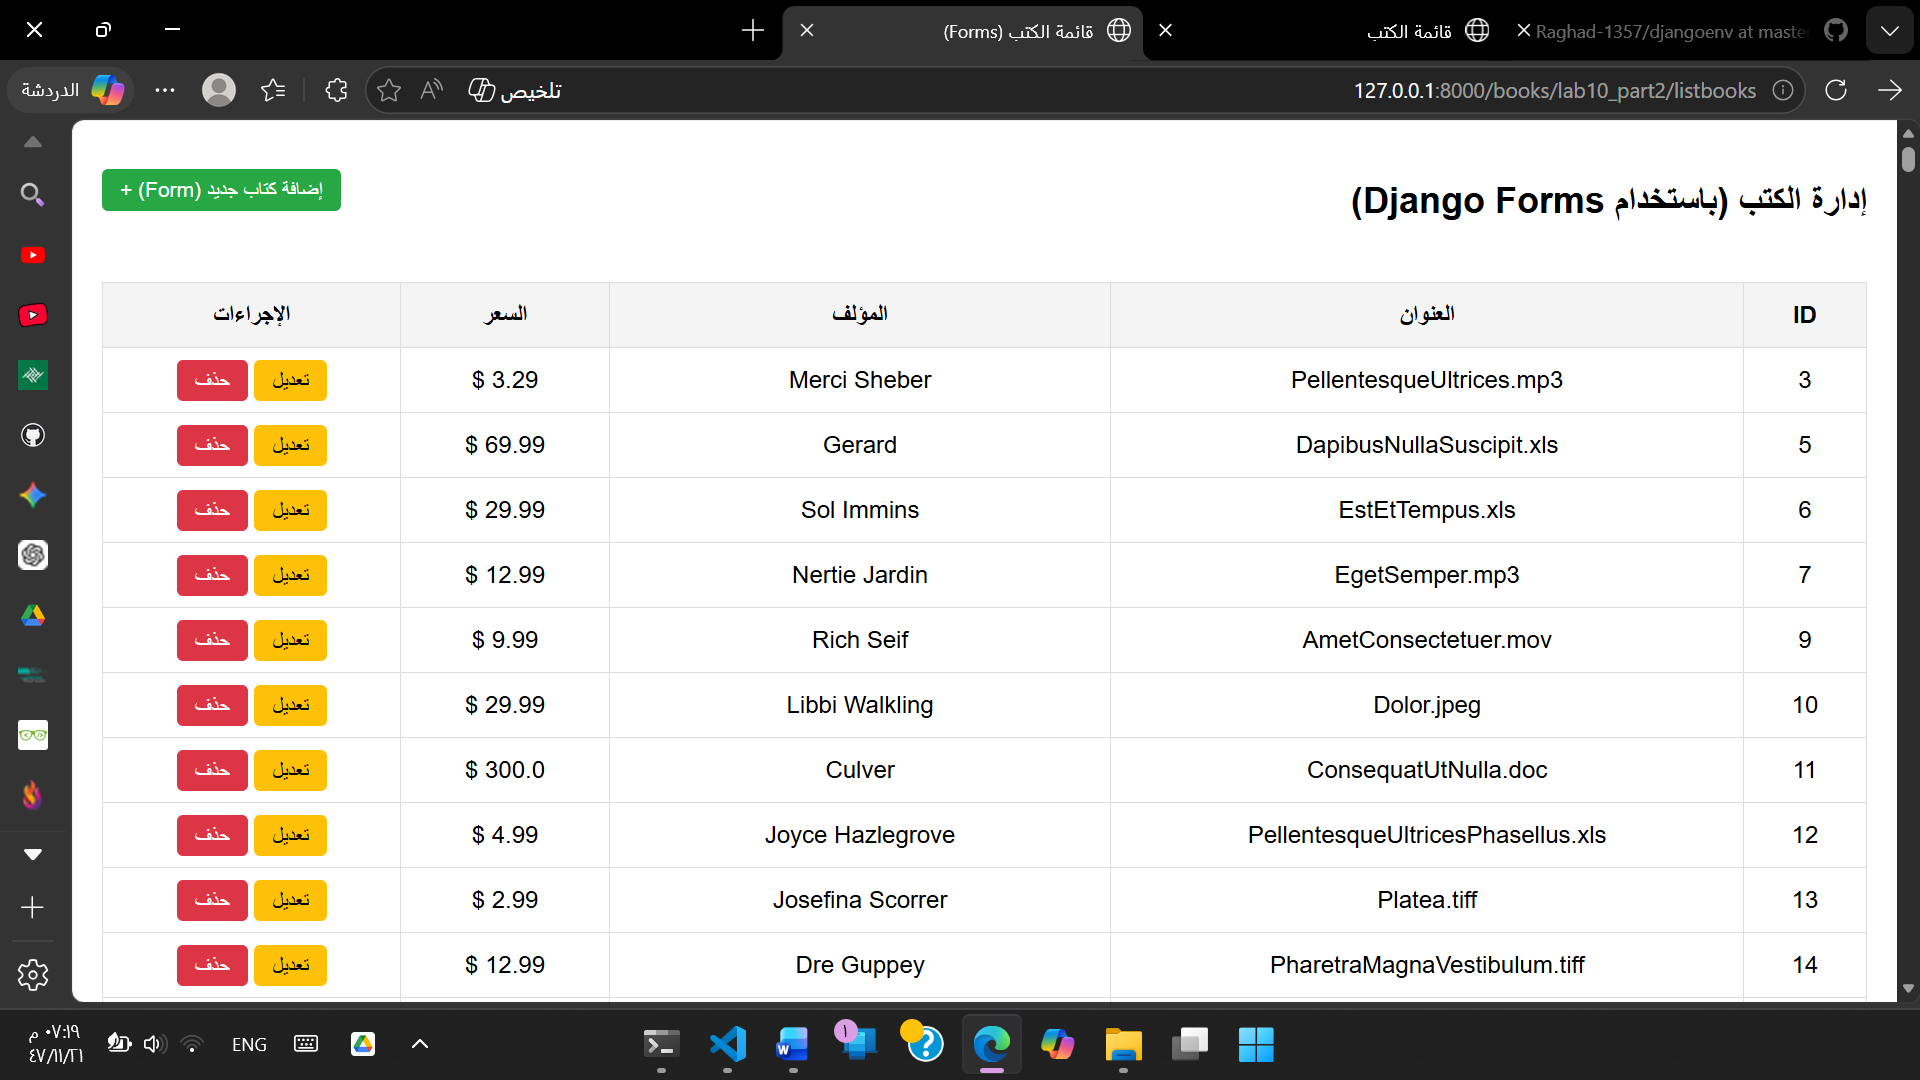 Raghad-1357/djangoenv at maste
قائمة الكتب
قائمة الكتب (Forms)
127.0.0.1:8000/books/lab10_part2/listbooks
تلخيص
الدردشة
إدارة الكتب (باستخدام Django Forms)
إضافة كتاب جديد (Form) +
ID العنوان المؤلف السعر الإجراءات
3 PellentesqueUltrices.mp3 Merci Sheber $ 3.29 تعديل حذف
5 DapibusNullaSuscipit.xls Gerard $ 69.99 تعديل حذف
6 EstEtTempus.xls Sol Immins $ 29.99 تعديل حذف
7 EgetSemper.mp3 Nertie Jardin $ 12.99 تعديل حذف
9 AmetConsectetuer.mov Rich Seif $ 9.99 تعديل حذف
10 Dolor.jpeg Libbi Walkling $ 29.99 تعديل حذف
11 ConsequatUtNulla.doc Culver $ 300.0 تعديل حذف
12 PellentesqueUltricesPhasellus.xls Joyce Hazlegrove $ 4.99 تعديل حذف
13 Platea.tiff Josefina Scorrer $ 2.99 تعديل حذف
14 PharetraMagnaVestibulum.tiff Dre Guppey $ 12.99 تعديل حذف
١
ENG
٠٧:١٩ م
٤٧/١١/٢١